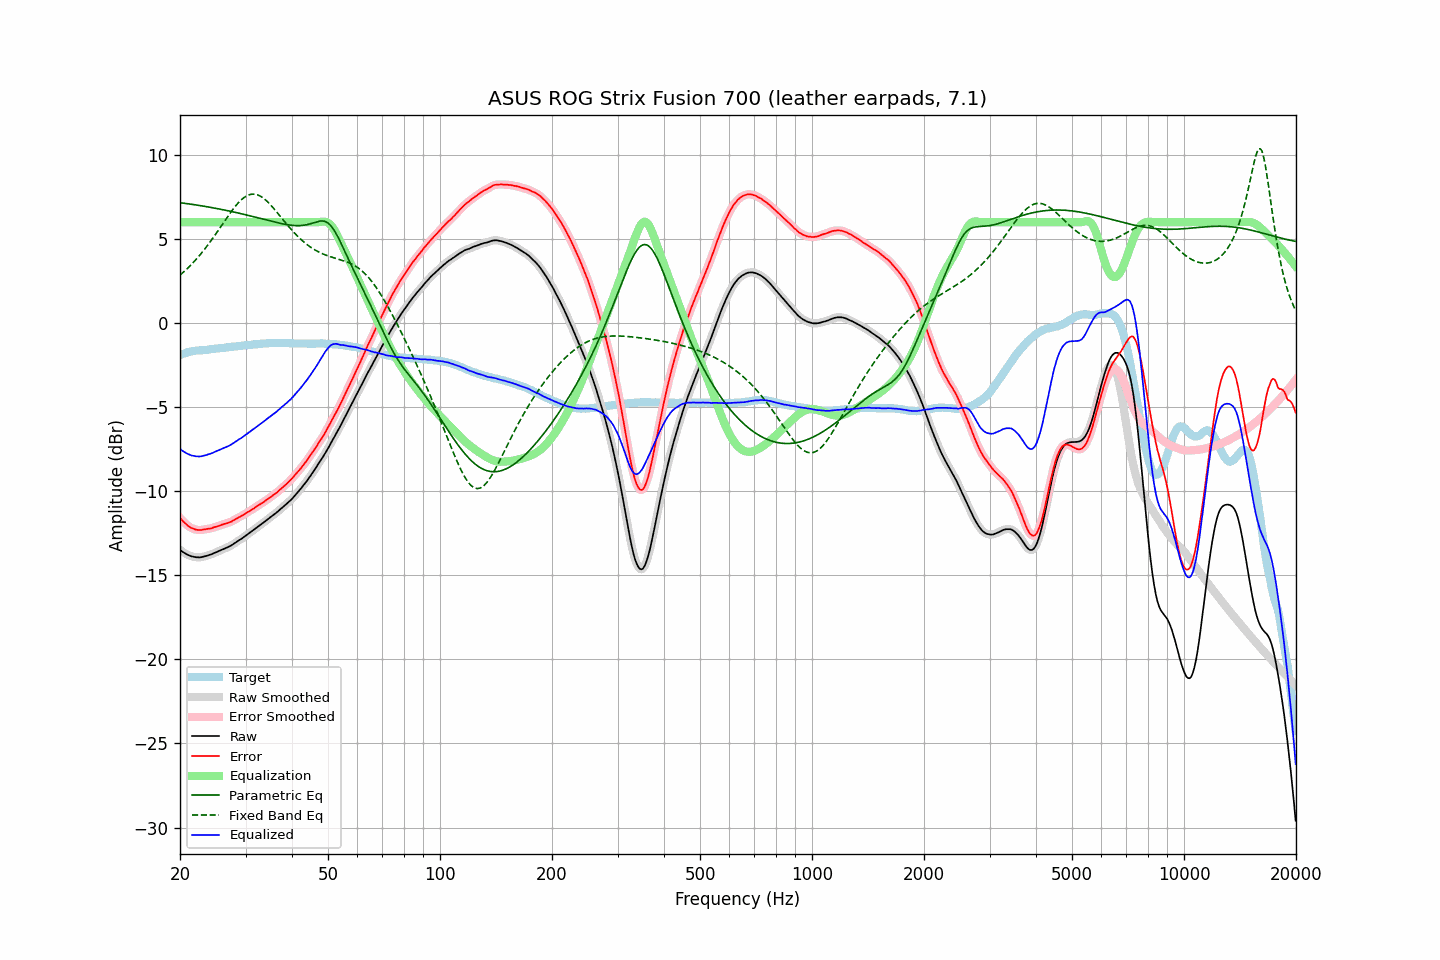 ASUS ROG Strix Fusion 700 (leather earpads, 7.1)
10
5
0
−5
−10
−15
−20
−25
−30
Amplitude (dBr)
Target
Raw Smoothed
Error Smoothed
Raw
Error
Equalization
Parametric Eq
Fixed Band Eq
Equalized
20 50 100 200 500 1000 2000 5000 10000 20000
Frequency (Hz)